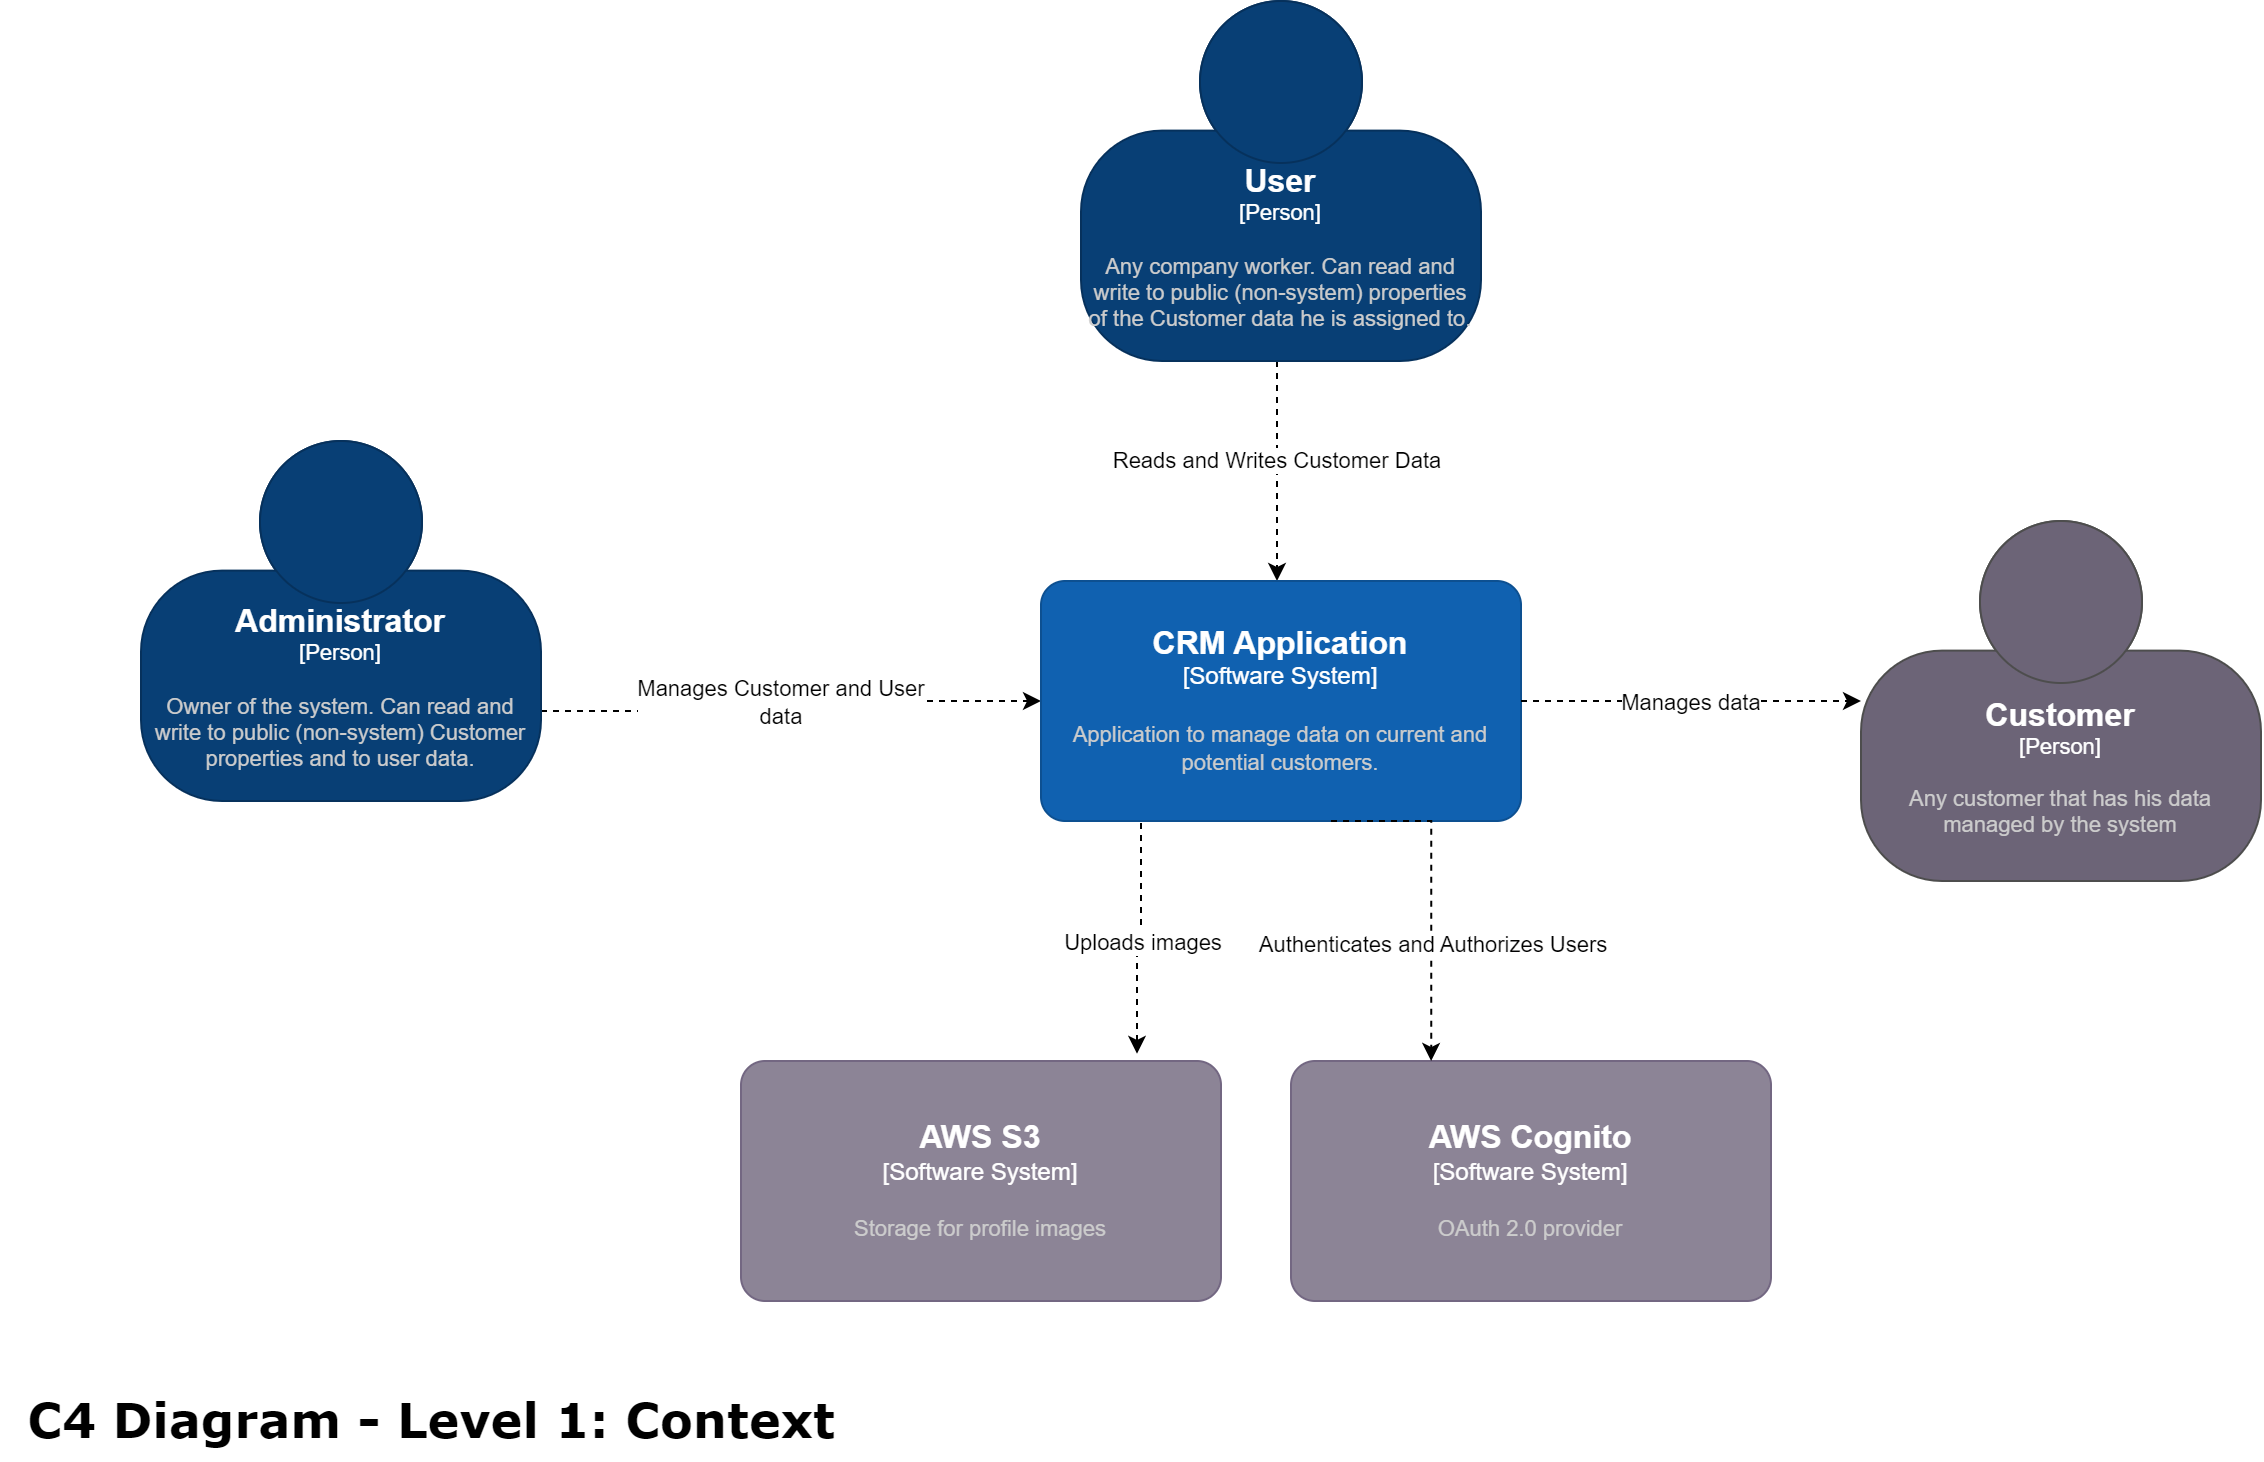 User
[Person]
Any company worker. Can read and
write to public (non-system) properties
of the Customer data he is assigned to.
Reads and Writes Customer Data
Administrator
[Person]
Owner of the system. Can read and
write to public (non-system) Customer
properties and to user data.
Manages Customer and User
data
CRM Application
[Software System]
Application to manage data on current and
potential customers.
Manages data
Customer
[Person]
Any customer that has his data
managed by the system
Uploads images
Authenticates and Authorizes Users
AWS S3
[Software System]
Storage for profile images
AWS Cognito
[Software System]
OAuth 2.0 provider
C4 Diagram - Level 1: Context